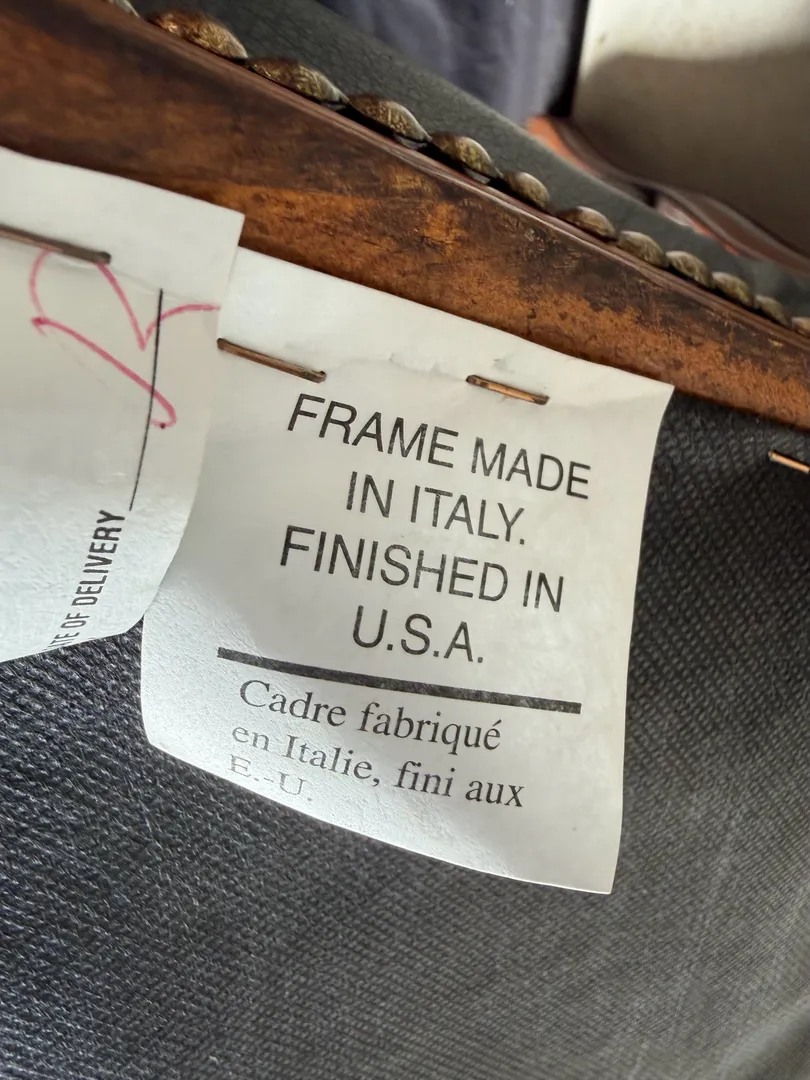 OF DELIVERY
FRAME MADE
IN ITALY.
FINISHED IN
U.S.A.
Cadre fabriqué
en Italie, fini aux
E.-U.